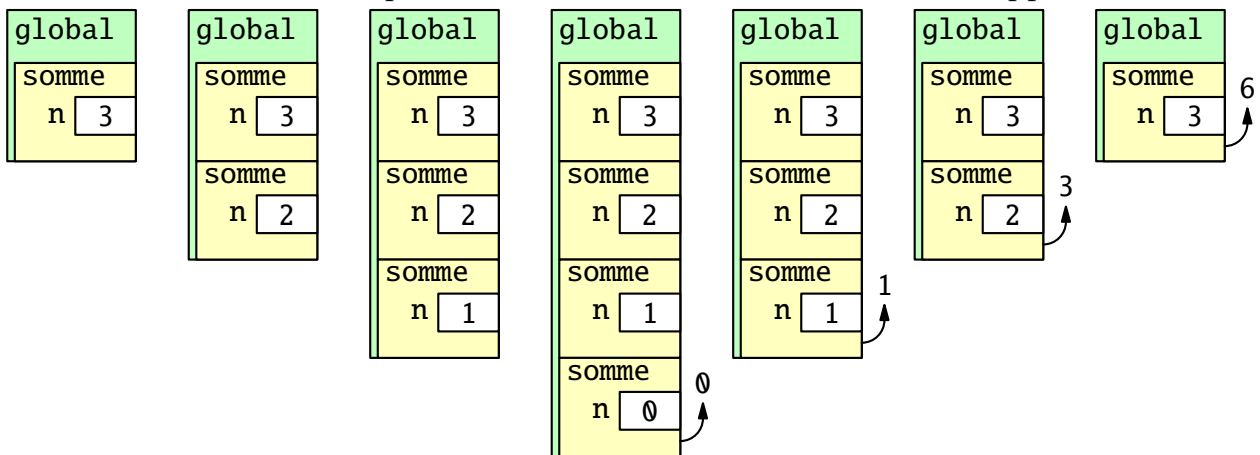 global global global global global global global
somme somme somme somme somme somme somme
n 3 n 3 n 3 n 3 n 3 n 3 n 3 6
somme somme somme somme somme
n 2 n 2 n 2 n 2 n 2 3
somme somme somme
n 1 n 1 n 1 1
somme
n 0 0